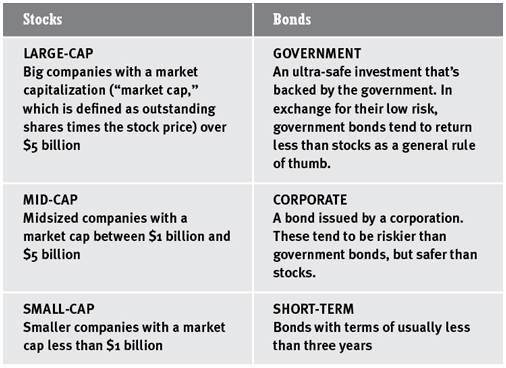 Stocks
Bonds
LARGE-CAP
Big companies with a market
capitalization (“market cap,”
which is defined as outstanding
shares times the stock price) over
$5 billion
GOVERNMENT
An ultra-safe investment that’s
backed by the government. In
exchange for their low risk,
government bonds tend to return
less than stocks as a general rule
of thumb.
MID-CAP
Midsized companies with a
market cap between $1 billion and
$5 billion
CORPORATE
A bond issued by a corporation.
These tend to be riskier than
government bonds, but safer than
stocks.
SMALL-CAP
Smaller companies with a market
cap less than $1 billion
SHORT-TERM
Bonds with terms of usually less
than three years